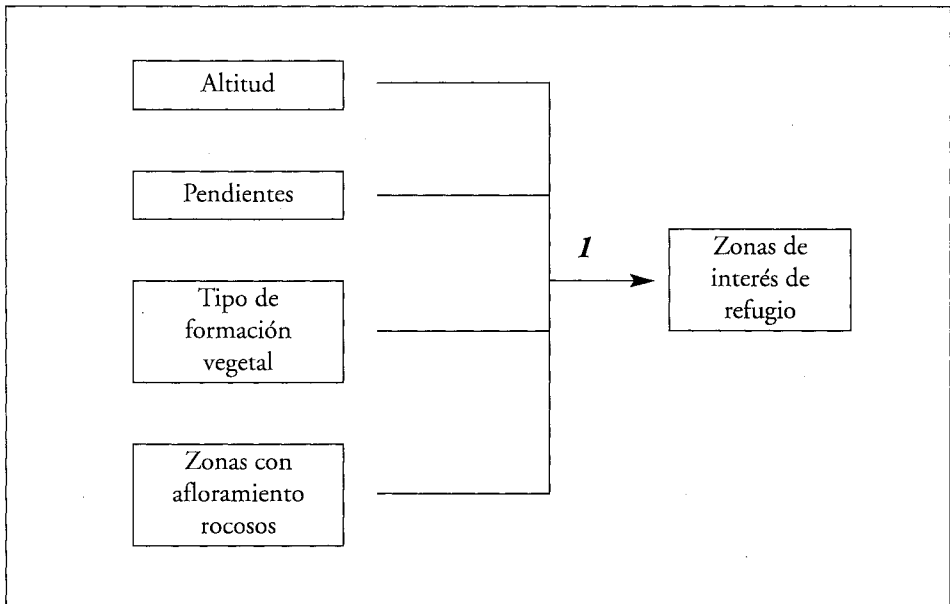 Altitud
Pendientes
Tipo de
formación
vegetal
Zonas con
afloramiento
rocosos
1
Zonas de
interés de
refugio